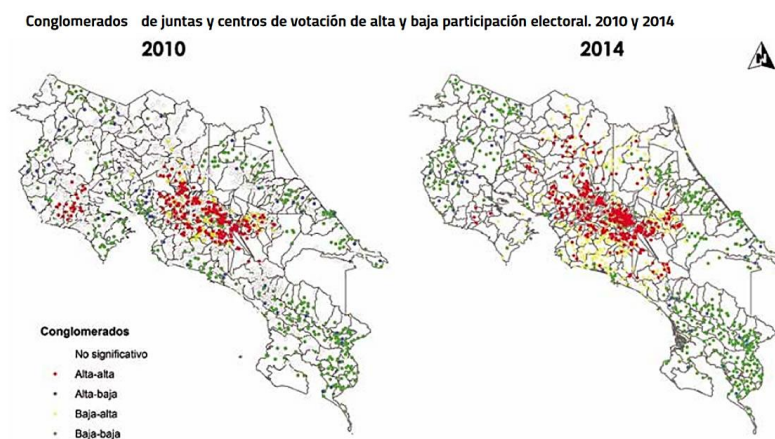 Conglomerados de juntas y centros de votación de alta y baja participación electoral. 2010 y 2014
2010
2014
Conglomerados
No significativo
Alta-alta
Alta-baja
Baja-alta
Baja-baja